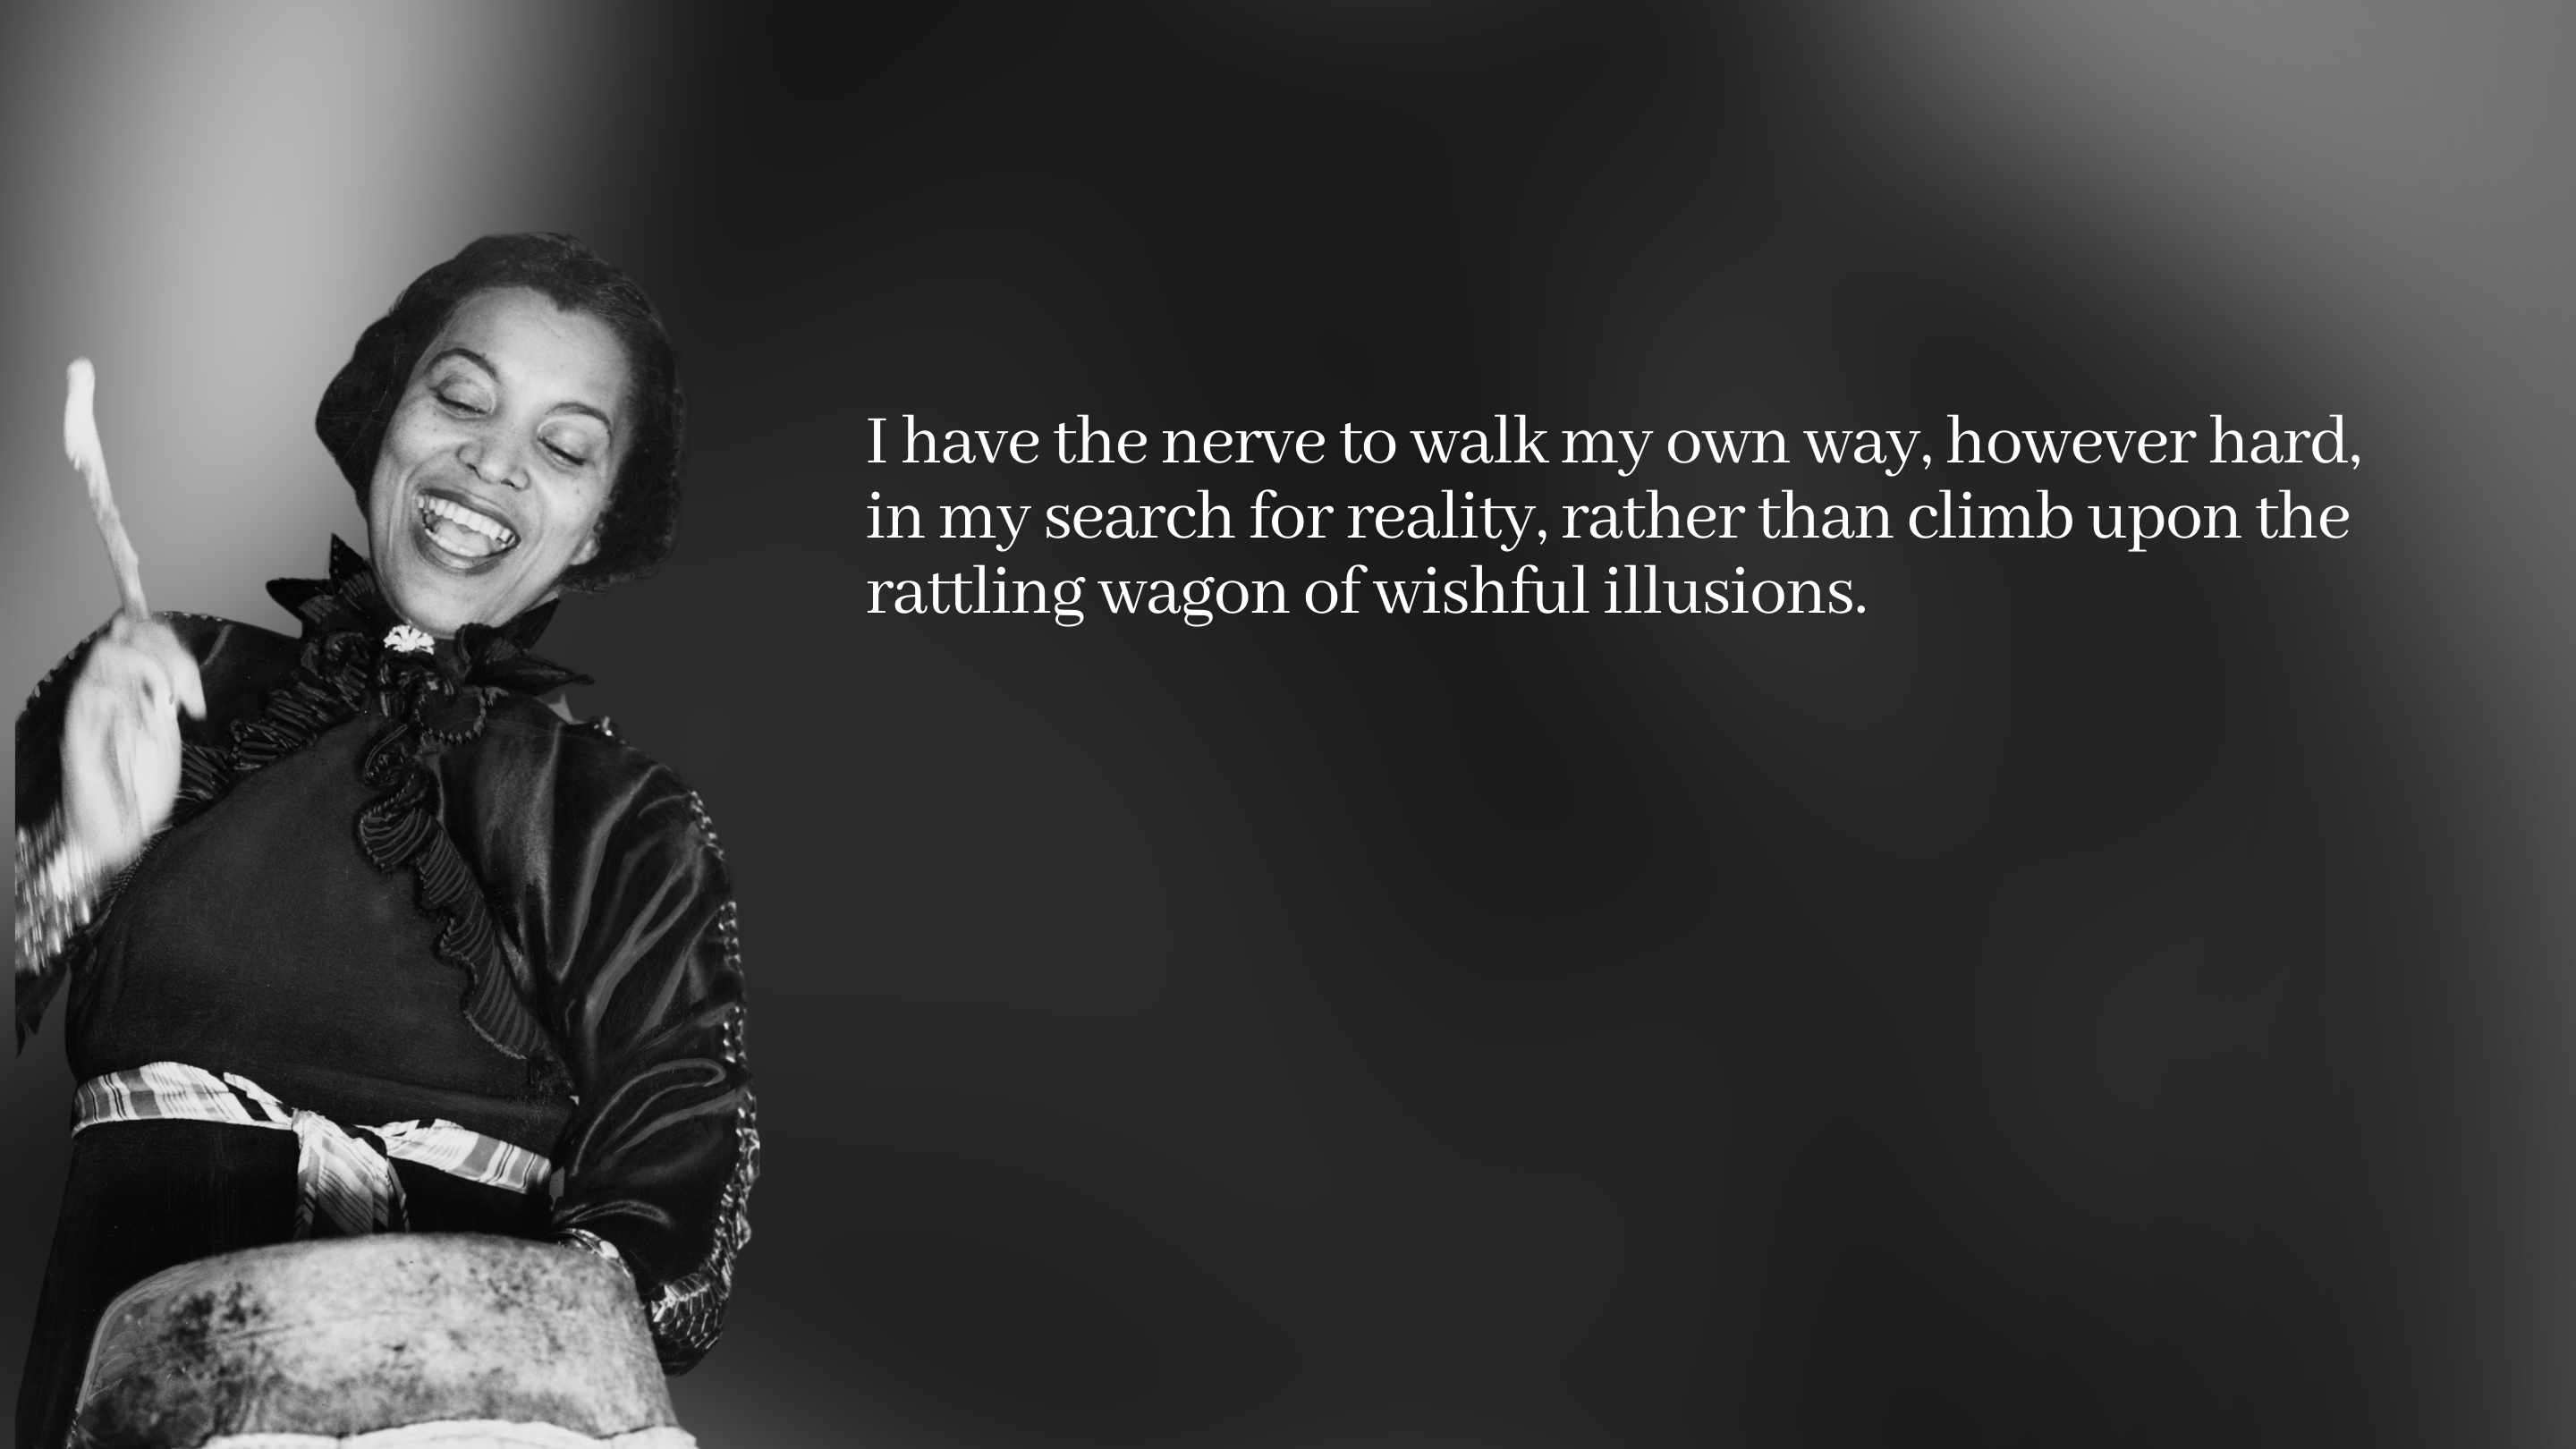 I have the nerve to walk my own way, however hard,
in my search for reality, rather than climb upon the
rattling wagon of wishful illusions.